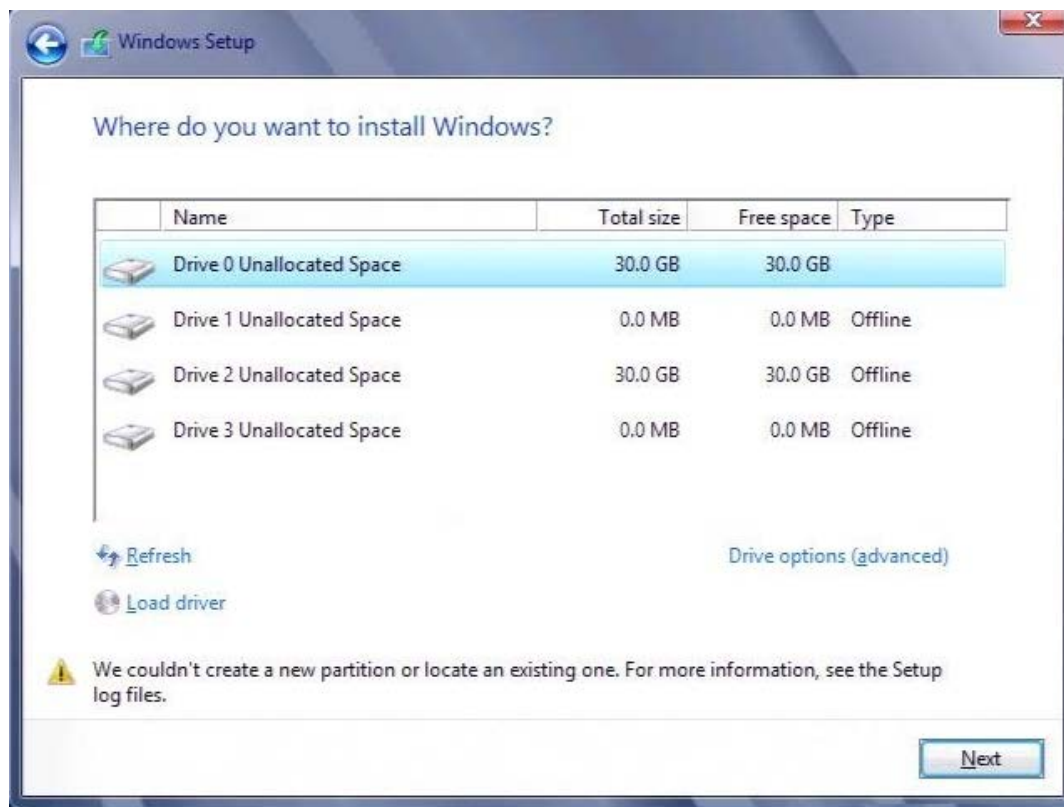 Windows Setup
Where do you want to install Windows?
Name Total size Free space Type
Drive 0 Unallocated Space 30.0 GB 30.0 GB
Drive 1 Unallocated Space 0.0 MB 0.0 MB Offline
Drive 2 Unallocated Space 30.0 GB 30.0 GB Offline
Drive 3 Unallocated Space 0.0 MB 0.0 MB Offline
Refresh Drive options (advanced)
Load driver
We couldn't create a new partition or locate an existing one. For more information, see the Setup
log files.
Next